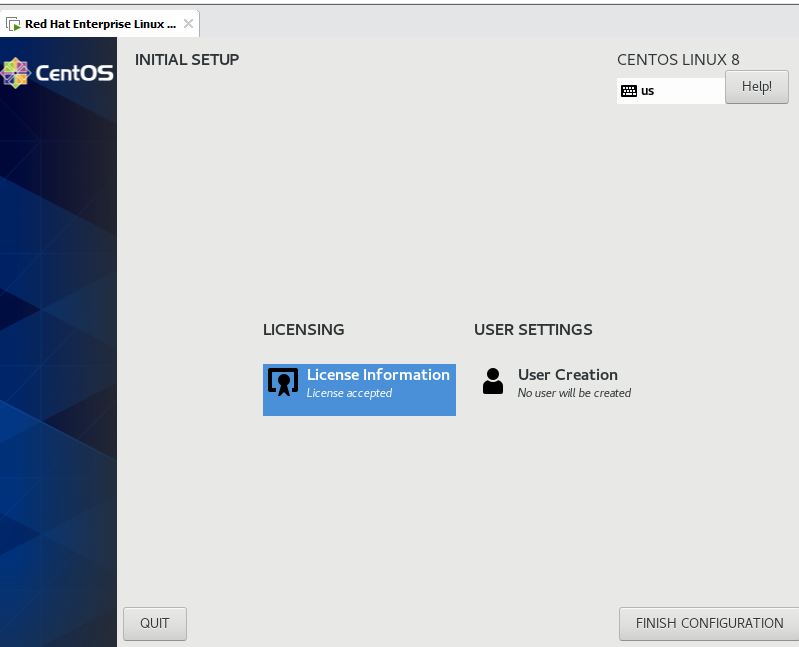 Red Hat Enterprise Linux ...
CentOS
INITIAL SETUP
CENTOS LINUX 8
us
Help!
LICENSING
USER SETTINGS
License Information
License accepted
User Creation
No user will be created
QUIT
FINISH CONFIGURATION